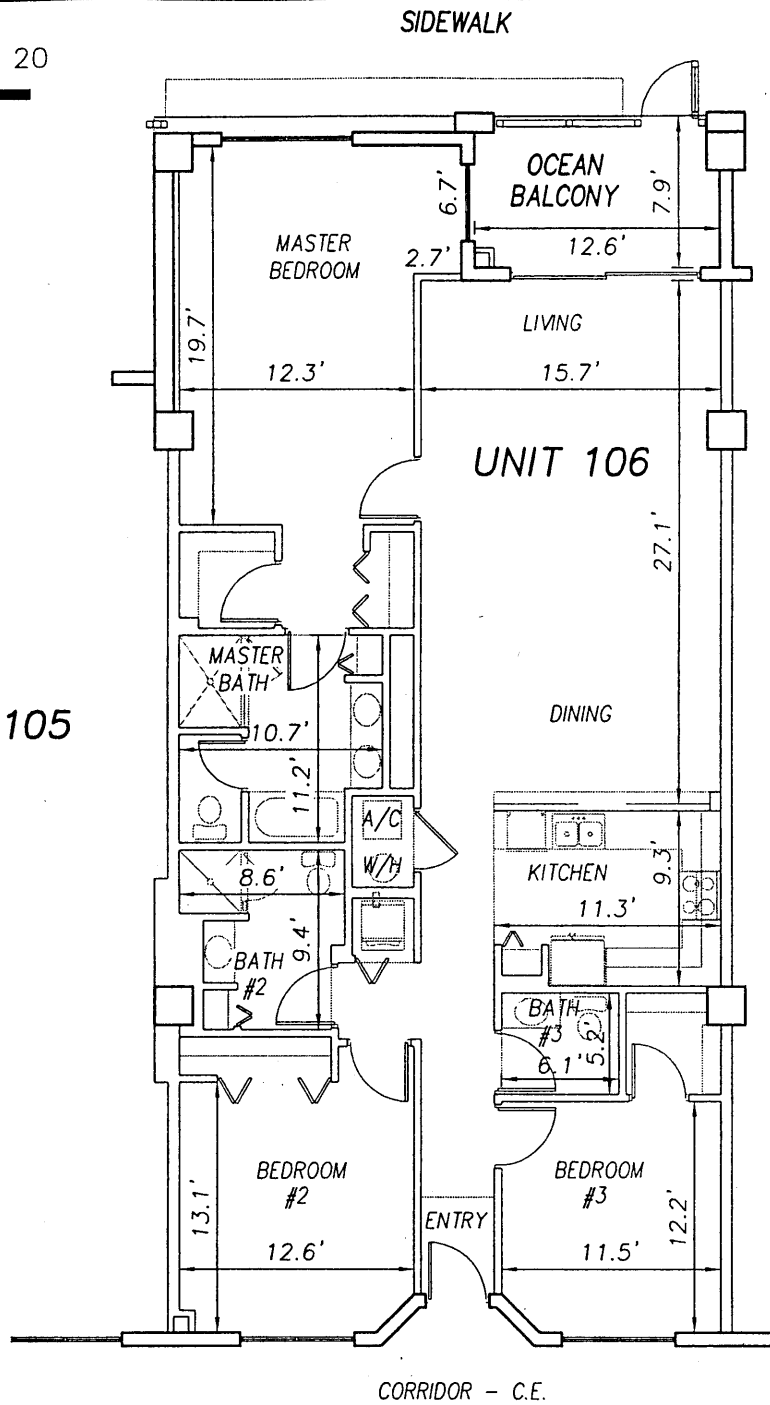 SIDEWALK
20
OCEAN
BALCONY
6.7'
7.9'
12.6'
MASTER
BEDROOM
2.7'
19.7'
LIVING
12.3'
15.7'
UNIT 106
27.1'
MASTER
BATH
105
DINING
10.7'
11.2'
A/C
W/H
KITCHEN
9.3'
8.6'
11.3'
9.4'
BATH
#2
BATH
#3
5.2'
6.1'
BEDROOM
#2
BEDROOM
#3
13.1'
12.2'
ENTRY
12.6'
11.5'
CORRIDOR - C.E.